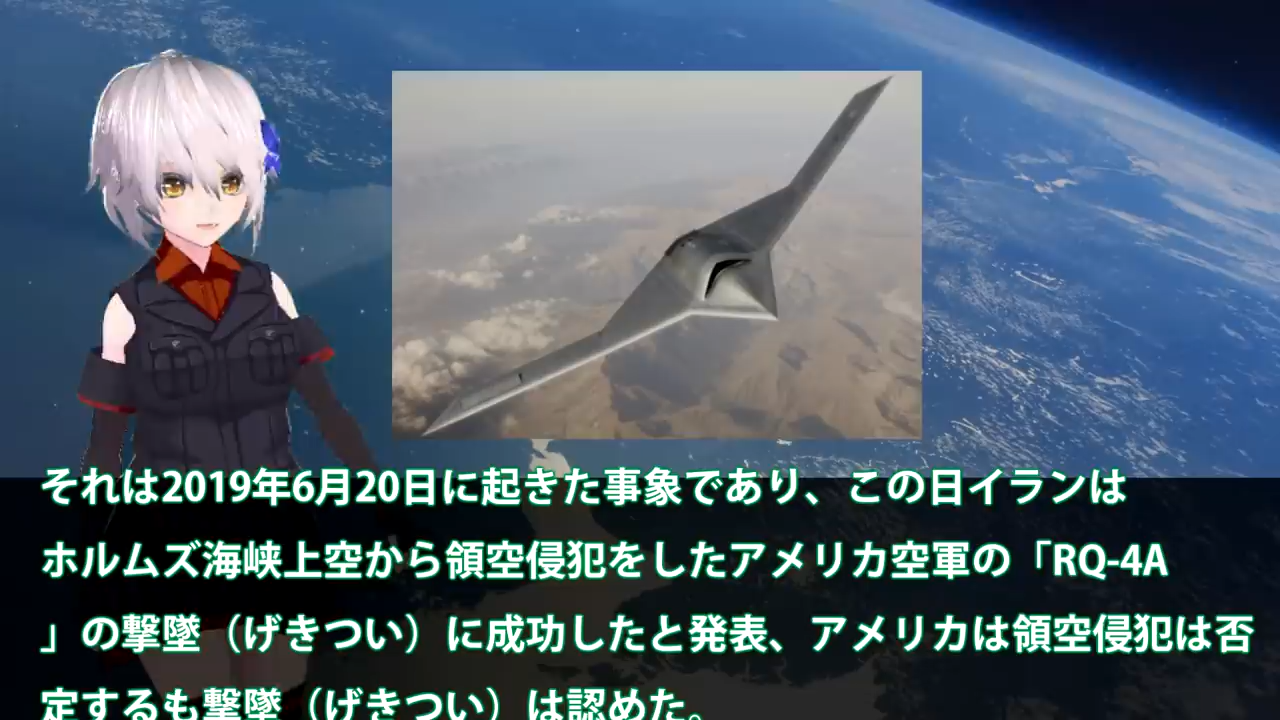 それは2019年6月20日に起きた事象であり、この日イランは
ホルムズ海峡上空から領空侵犯をしたアメリカ空軍の「RQ-4A
」の撃墜（げきつい）に成功したと発表、アメリカは領空侵犯は否
定するも撃墜（げきつい）は認めた。